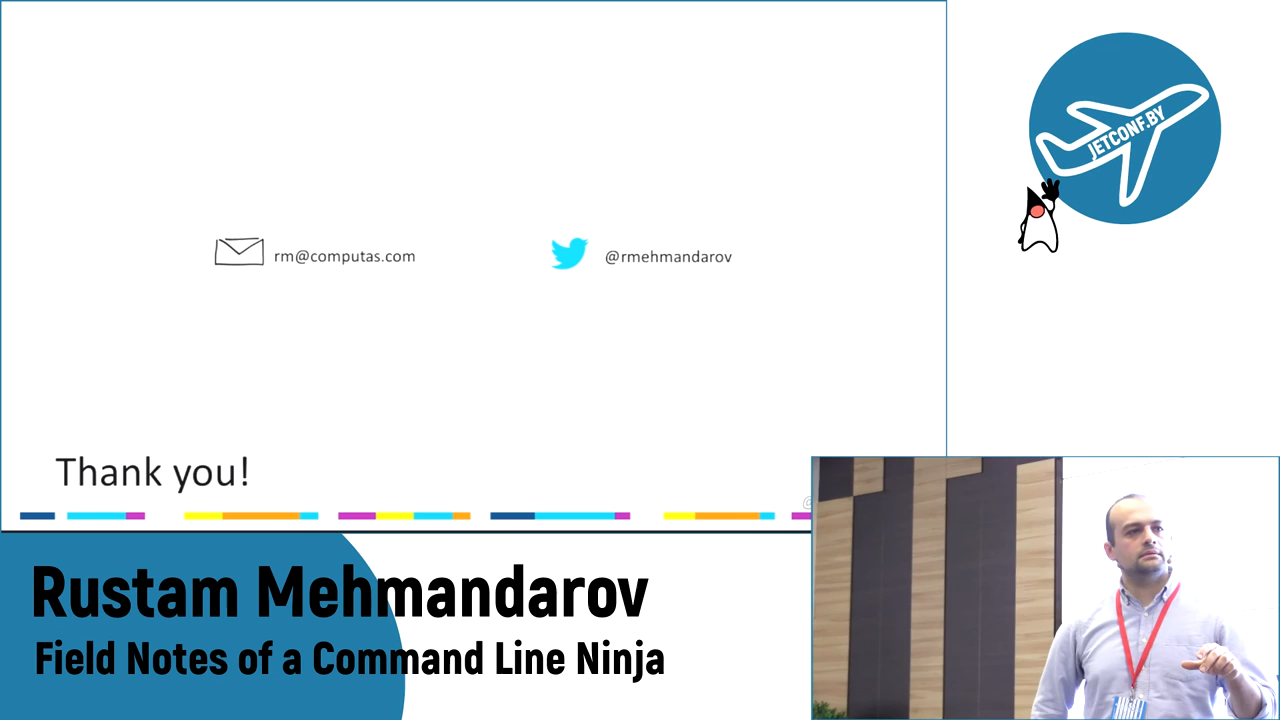 JETCONF.BY
rm@computas.com
@rmehmandarov
Thank you!
@
Rustam Mehmandarov
Field Notes of a Command Line Ninja